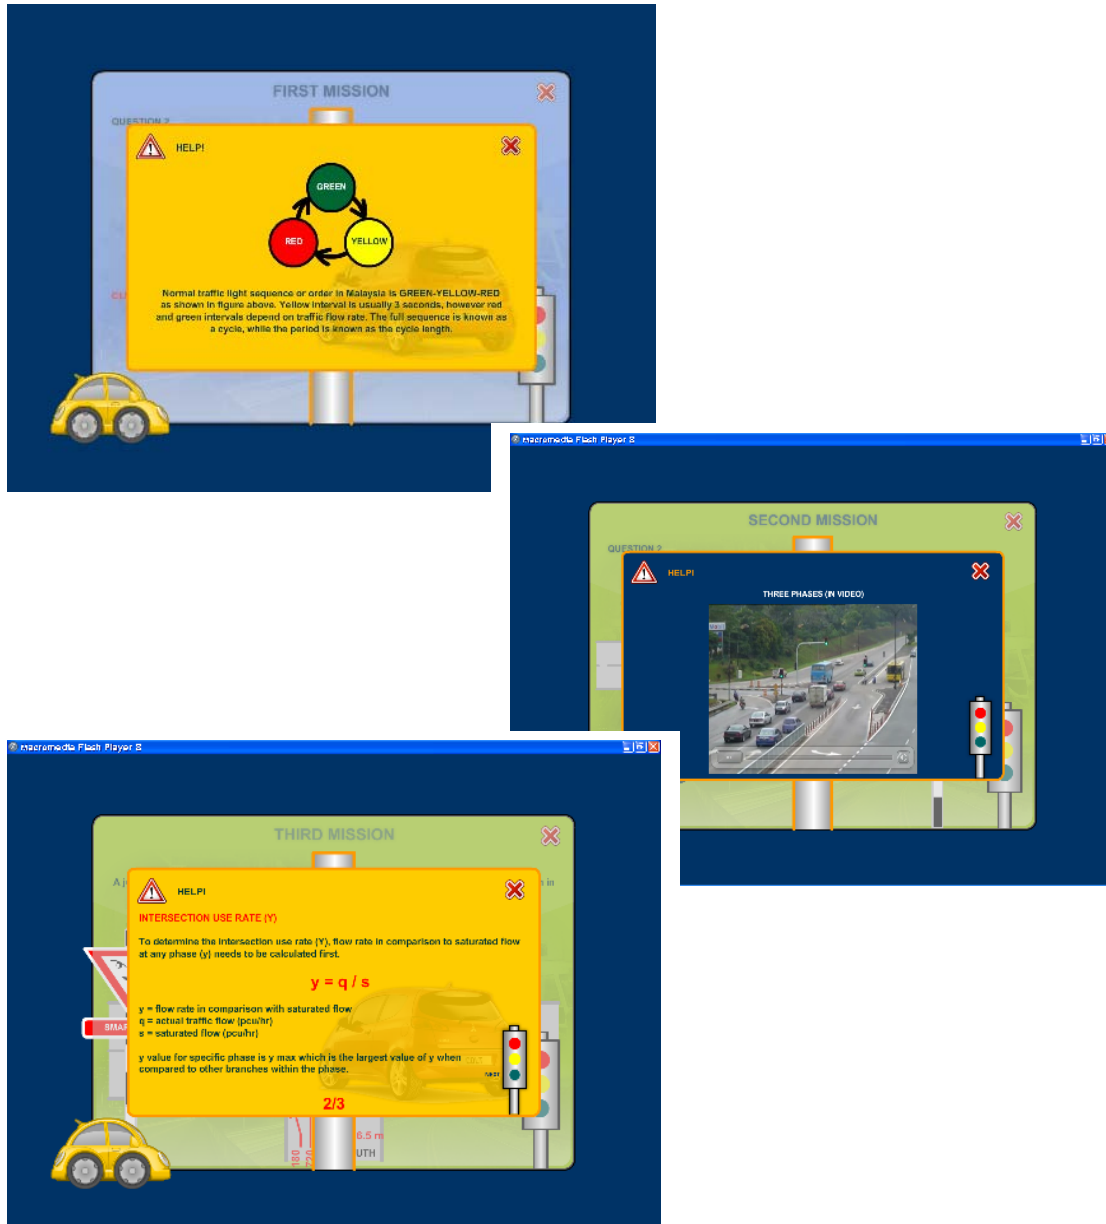 FIRST MISSION
QUESTION 2
HELP!
GREEN
RED
YELLOW
Normal traffic light sequence or order in Malaysia is GREEN-YELLOW-RED
as shown in figure above. Yellow interval is usually 3 seconds, however red
and green intervals depend on traffic flow rate. The full sequence is known as
a cycle, while the period is known as the cycle length.
Macromedia Flash Player 8
SECOND MISSION
QUESTION 2
HELP!
THREE PHASES (IN VIDEO)
Macromedia Flash Player 8
THIRD MISSION
A
n in
HELP!
INTERSECTION USE RATE (Y)
To determine the intersection use rate (Y), flow rate in comparison to saturated flow
at any phase (y) needs to be calculated first.
y = q / s
y = flow rate in comparison with saturated flow
q = actual traffic flow (pcu/hr)
s = saturated flow (pcu/hr)
y value for specific phase is y max which is the largest value of y when
compared to other branches within the phase.
NEXT
SMAR
2/3
6.5 m
UTH
180
720